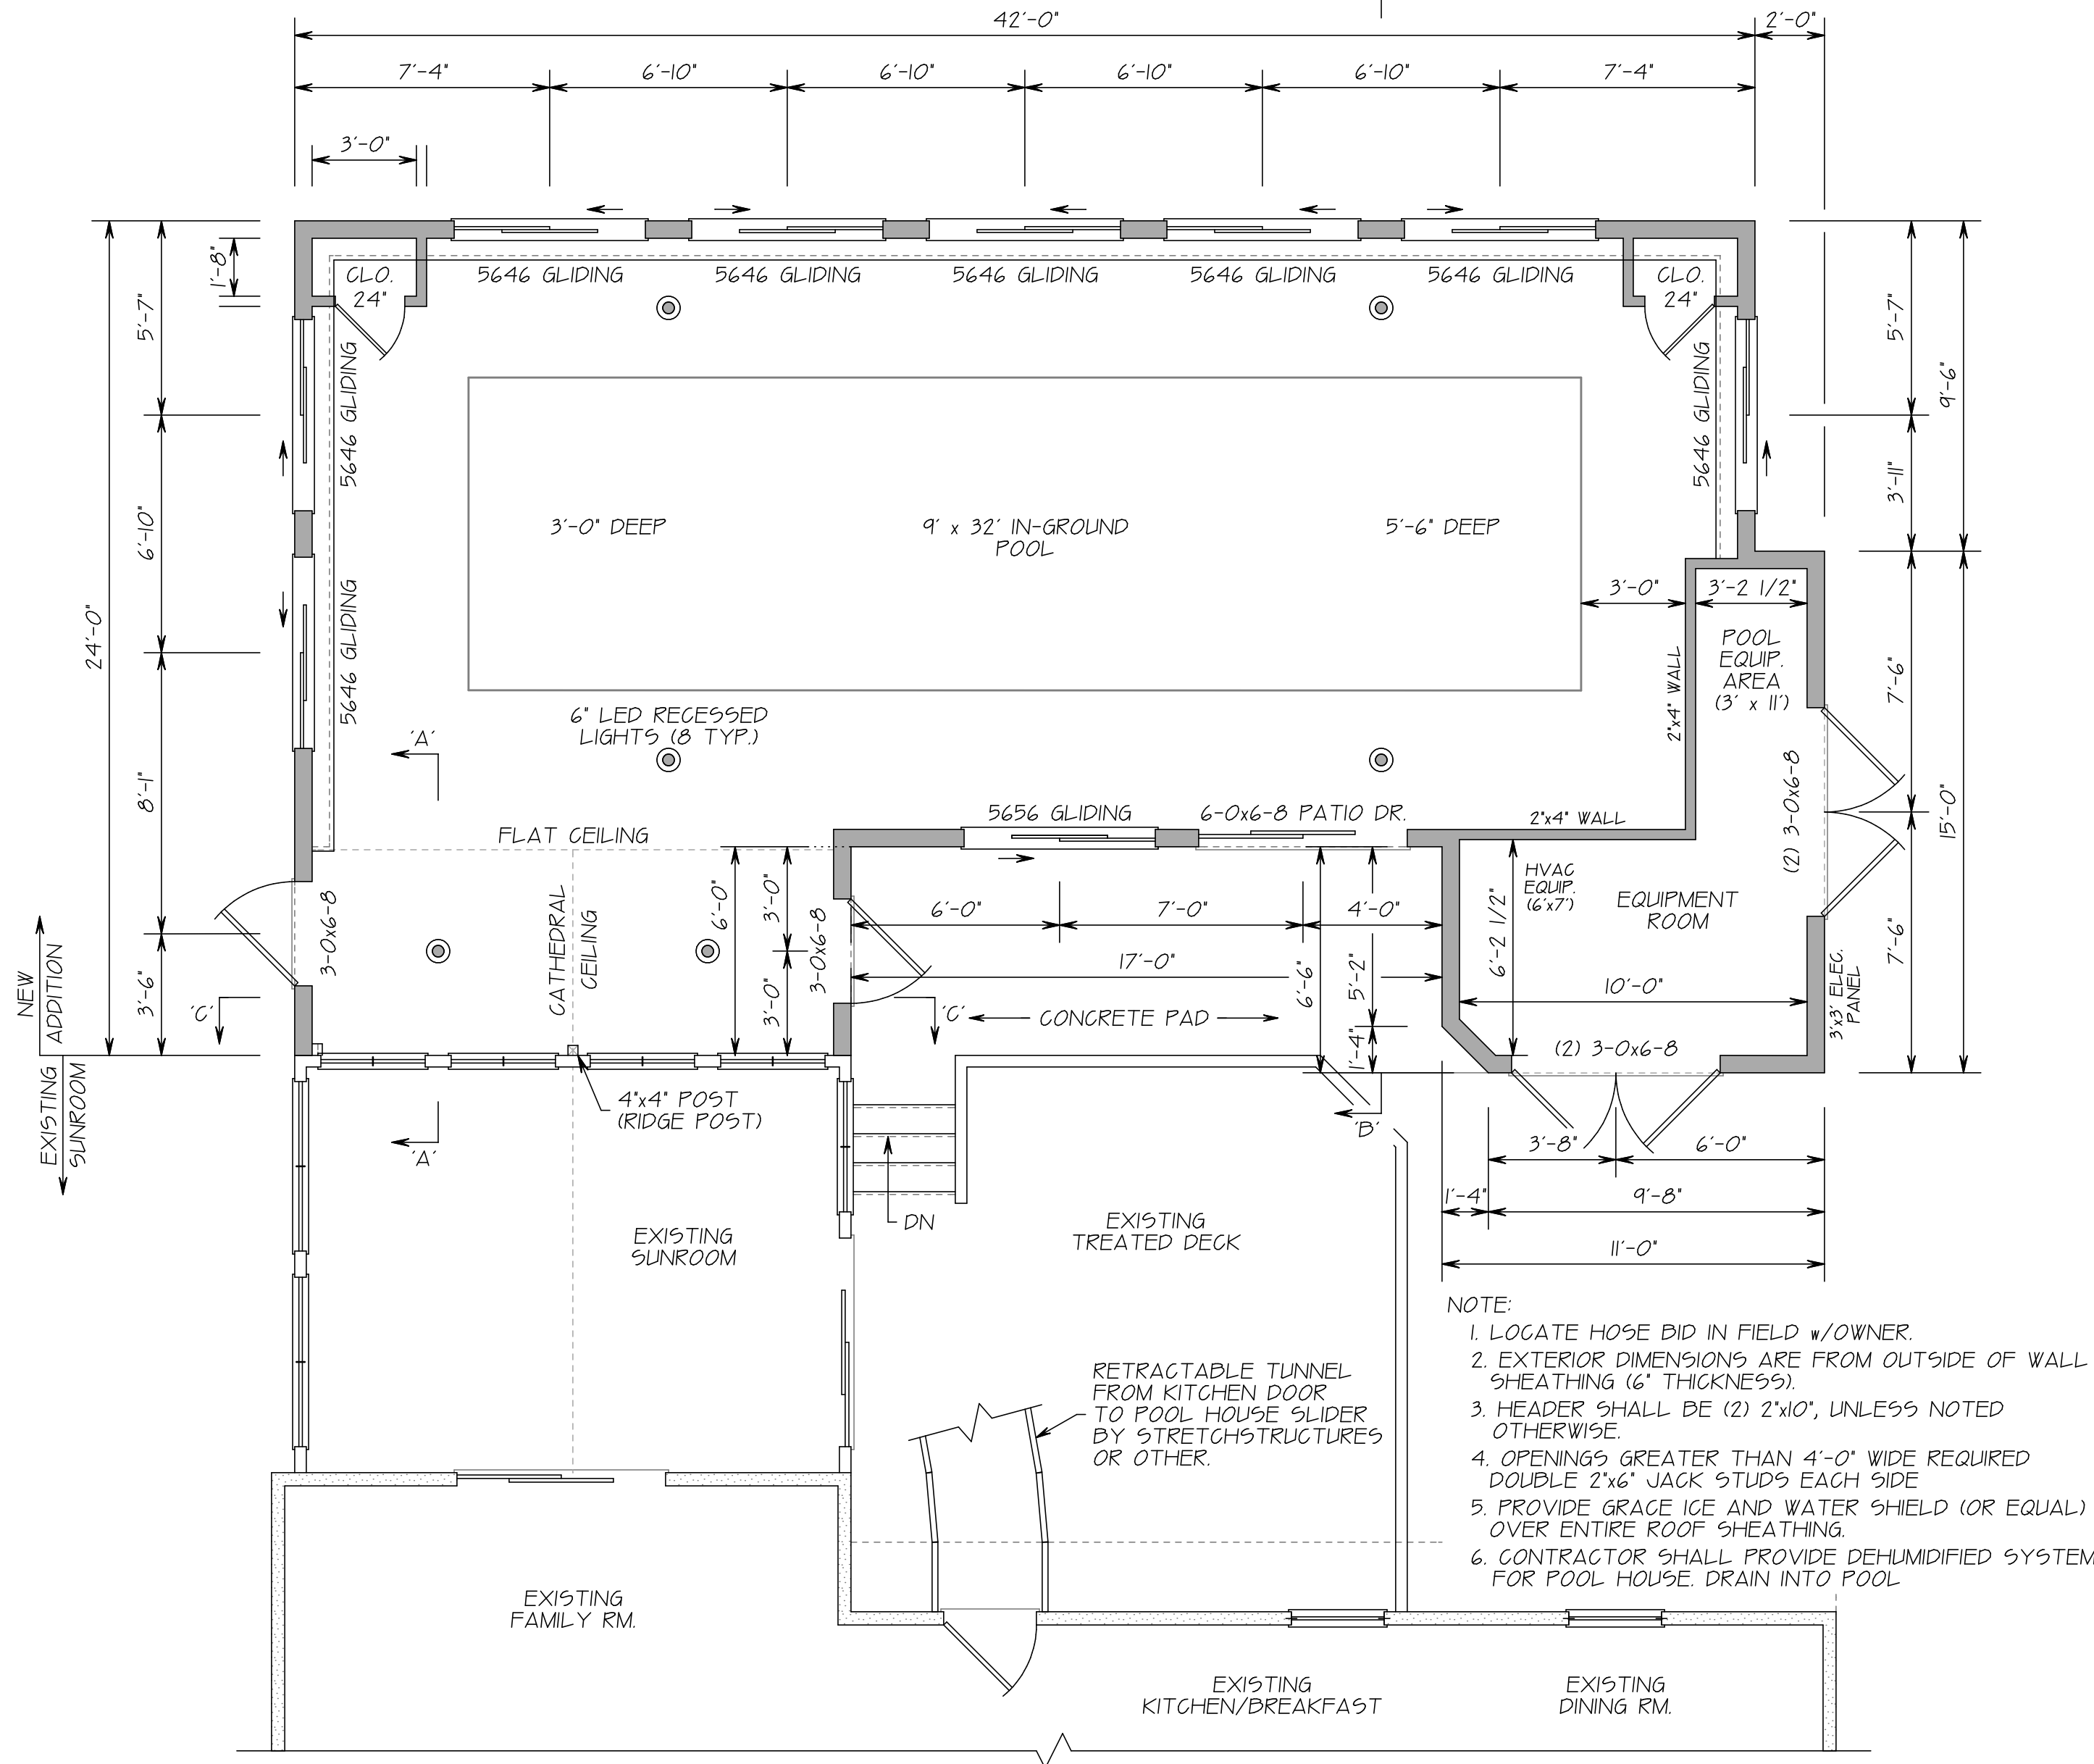 42'-0"
2'-0"
7'-4"
6'-10"
6'-10"
6'-10"
6'-10"
7'-4"
3'-0"
1'-8"
CLO.
24"
5646 GLIDING
5646 GLIDING
5646 GLIDING
5646 GLIDING
5646 GLIDING
CLO.
24"
5'-7"
6'-10"
8'-1"
3'-6"
24'-0"
5646 GLIDING
5646 GLIDING
5646 GLIDING
5'-7"
3'-11"
9'-6"
7'-6"
7'-6"
15'-0"
3'-0" DEEP
9' x 32' IN-GROUND
POOL
5'-6" DEEP
3'-0"
3'-2 1/2"
POOL
EQUIP.
AREA
(3' x 11')
2"x4" WALL
(2) 3-0x6-8
6" LED RECESSED
LIGHTS (8 TYP.)
'A'
FLAT CEILING
5656 GLIDING
6-0x6-8 PATIO DR.
2"x4" WALL
3-0x6-8
CATHEDRAL
CEILING
6'-0"
3'-0"
3'-0"
3-0x6-8
6'-0"
7'-0"
4'-0"
17'-0"
6'-6"
5'-2"
1'-4"
HVAC
EQUIP.
(6'x7')
6'-2 1/2"
EQUIPMENT
ROOM
10'-0"
3'x3' ELEC.
PANEL
NEW
ADDITION
EXISTING
SUNROOM
'C'
'C'
CONCRETE PAD
(2) 3-0x6-8
4"x4" POST
(RIDGE POST)
'A'
'B'
3'-8"
6'-0"
1'-4"
9'-8"
11'-0"
DN
EXISTING
SUNROOM
EXISTING
TREATED DECK
NOTE:
1. LOCATE HOSE BID IN FIELD w/OWNER.
2. EXTERIOR DIMENSIONS ARE FROM OUTSIDE OF WALL
SHEATHING (6" THICKNESS).
3. HEADER SHALL BE (2) 2"x10", UNLESS NOTED
OTHERWISE.
4. OPENINGS GREATER THAN 4'-0" WIDE REQUIRED
DOUBLE 2"x6" JACK STUDS EACH SIDE
5. PROVIDE GRACE ICE AND WATER SHIELD (OR EQUAL)
OVER ENTIRE ROOF SHEATHING.
6. CONTRACTOR SHALL PROVIDE DEHUMIDIFIED SYSTEM
FOR POOL HOUSE. DRAIN INTO POOL
RETRACTABLE TUNNEL
FROM KITCHEN DOOR
TO POOL HOUSE SLIDER
BY STRETCHSTRUCTURES
OR OTHER.
EXISTING
FAMILY RM.
EXISTING
KITCHEN/BREAKFAST
EXISTING
DINING RM.